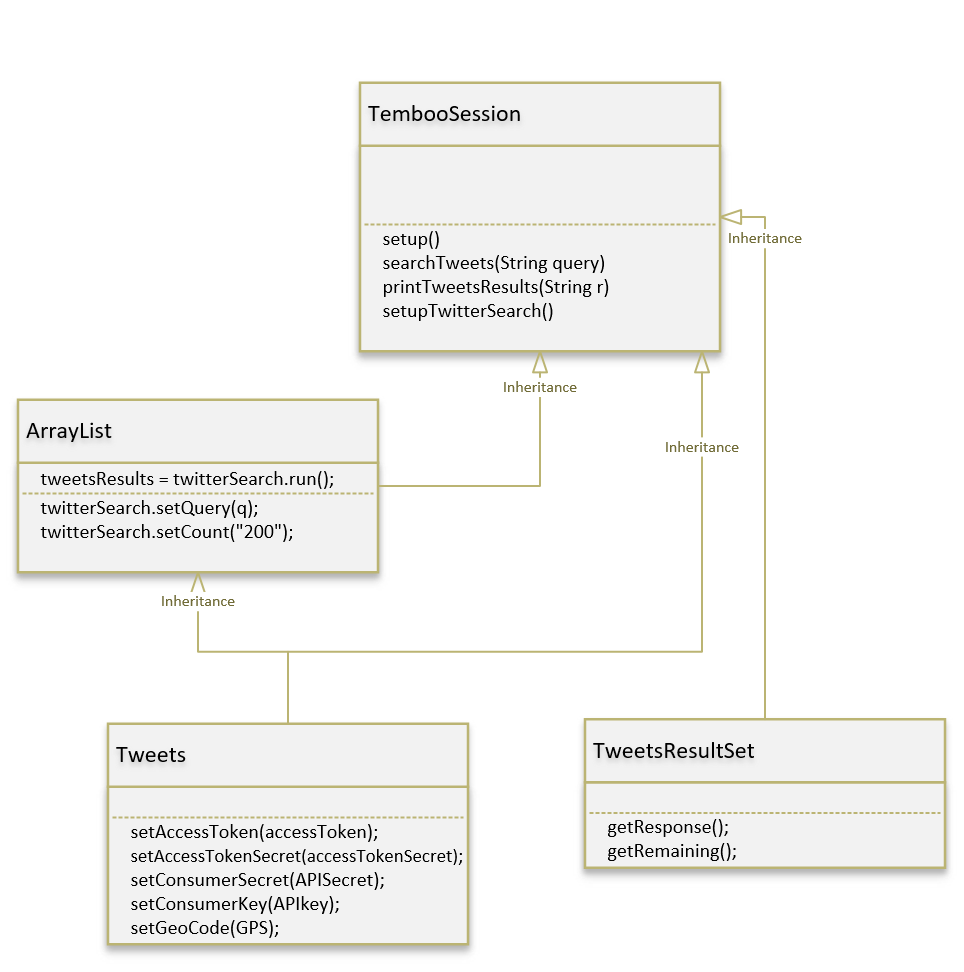 TembooSession
setup()
searchTweets(String query)
printTweetsResults(String r)
setupTwitterSearch()
Inheritance
Inheritance
Inheritance
ArrayList
tweetsResults = twitterSearch.run();
twitterSearch.setQuery(q);
twitterSearch.setCount("200");
Inheritance
Tweets
setAccessToken(accessToken);
setAccessTokenSecret(accessTokenSecret);
setConsumerSecret(APISecret);
setConsumerKey(APIkey);
setGeoCode(GPS);
TweetsResultSet
getResponse();
getRemaining();